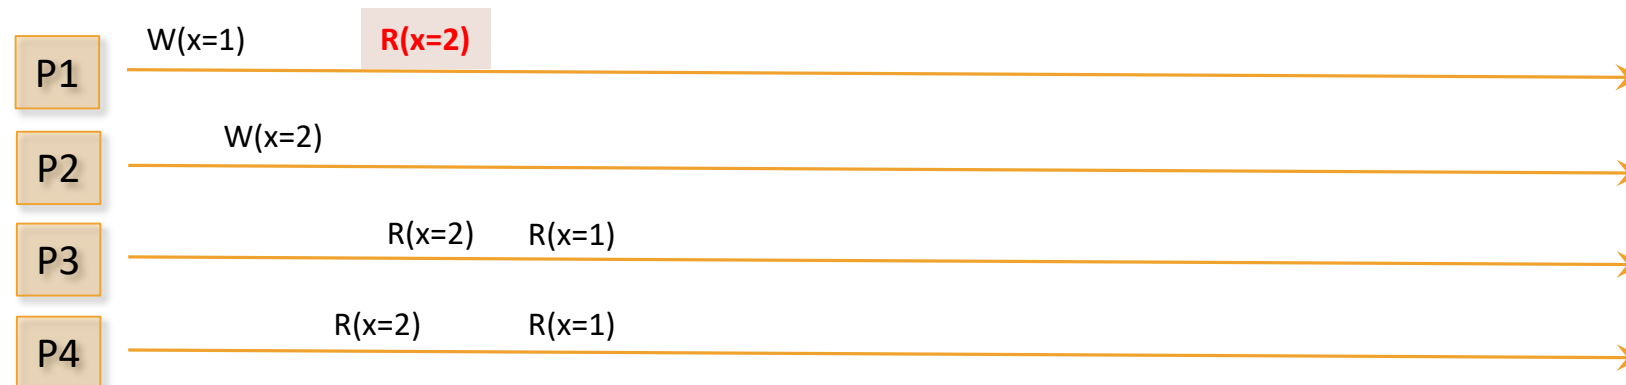 P1 W(x=1) R(x=2)
P2 W(x=2)
P3 R(x=2) R(x=1)
P4 R(x=2) R(x=1)